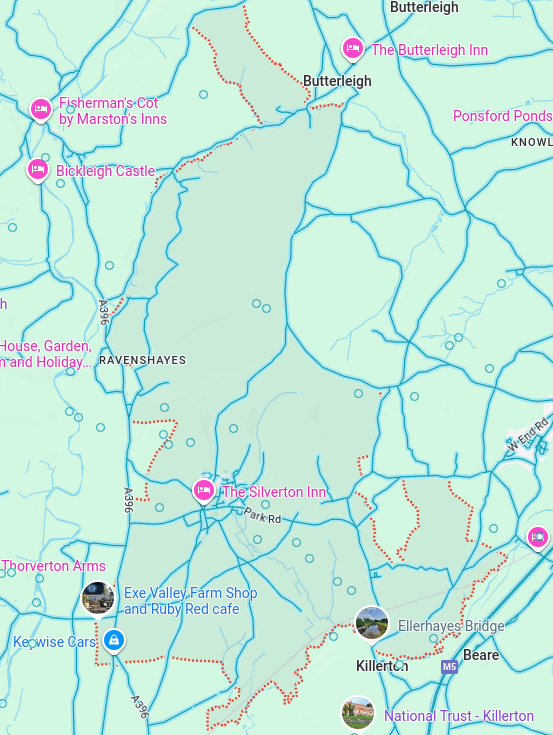 Butterleigh
The Butterleigh Inn
Butterleigh
Fisherman's Cot
by Marston's Inns
Ponsford Ponds
KNOWL
Bickleigh Castle
h
A396
House, Garden,
m and Holiday...
RAVENSHAYES
W End Rd
The Silverton Inn
A396
Park Rd
Thorverton Arms
Exe Valley Farm Shop
and Ruby Red cafe
Ellerhayes Bridge
Kernwise Cars
Beare
Killerton
M5
A396
National Trust - Killerton